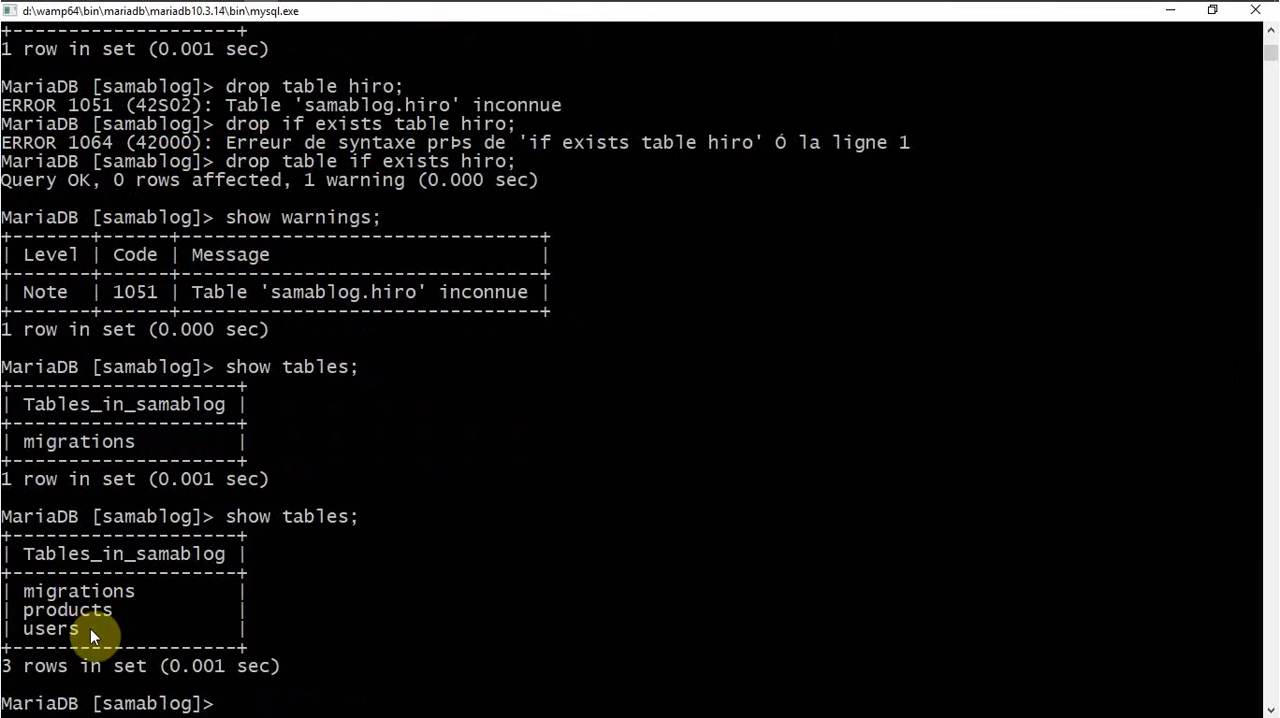 d:\wamp64\bin\mariadb\mariadb10.3.14\bin\mysql.exe
+--------------------+
1 row in set (0.001 sec)
MariaDB [samablog]> drop table hiro;
ERROR 1051 (42S02): Table 'samablog.hiro' inconnue
MariaDB [samablog]> drop if exists table hiro;
ERROR 1064 (42000): Erreur de syntaxe prÞs de 'if exists table hiro' Ó la ligne 1
MariaDB [samablog]> drop table if exists hiro;
Query OK, 0 rows affected, 1 warning (0.000 sec)
MariaDB [samablog]> show warnings;
+-------+------+-------------------------------+
| Level | Code | Message                       |
+-------+------+-------------------------------+
| Note  | 1051 | Table 'samablog.hiro' inconnue |
+-------+------+-------------------------------+
1 row in set (0.000 sec)
MariaDB [samablog]> show tables;
+--------------------+
| Tables_in_samablog |
+--------------------+
| migrations         |
+--------------------+
1 row in set (0.001 sec)
MariaDB [samablog]> show tables;
+--------------------+
| Tables_in_samablog |
+--------------------+
| migrations         |
| products           |
| users              |
+--------------------+
3 rows in set (0.001 sec)
MariaDB [samablog]>